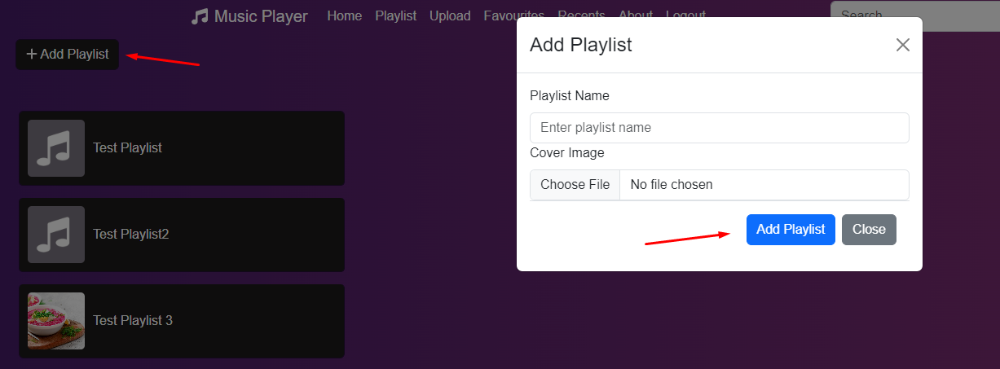 Music Player Home Playlist Upload Favourites Recents About Logout Search
+ Add Playlist
Test Playlist
Test Playlist2
Test Playlist 3
Add Playlist
Playlist Name
Enter playlist name
Cover Image
Choose File No file chosen
Add Playlist Close